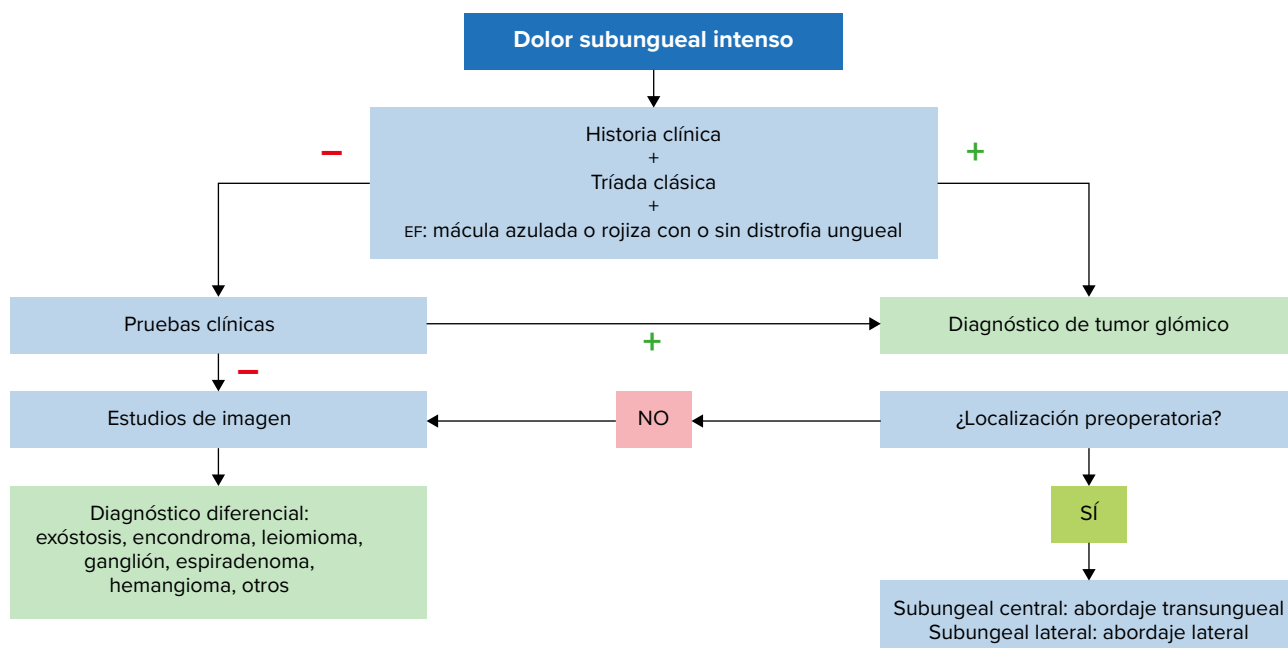 Dolor subungueal intenso
Historia clínica
+
Tríada clásica
+
EF: mácula azulada o rojiza con o sin distrofia ungueal
–
+
Pruebas clínicas
+
Diagnóstico de tumor glómico
–
Estudios de imagen
NO
¿Localización preoperatoria?
Diagnóstico diferencial:
exóstosis, encondroma, leiomioma,
ganglión, espiradenoma,
hemangioma, otros
SÍ
Subungeal central: abordaje transungueal
Subungeal lateral: abordaje lateral